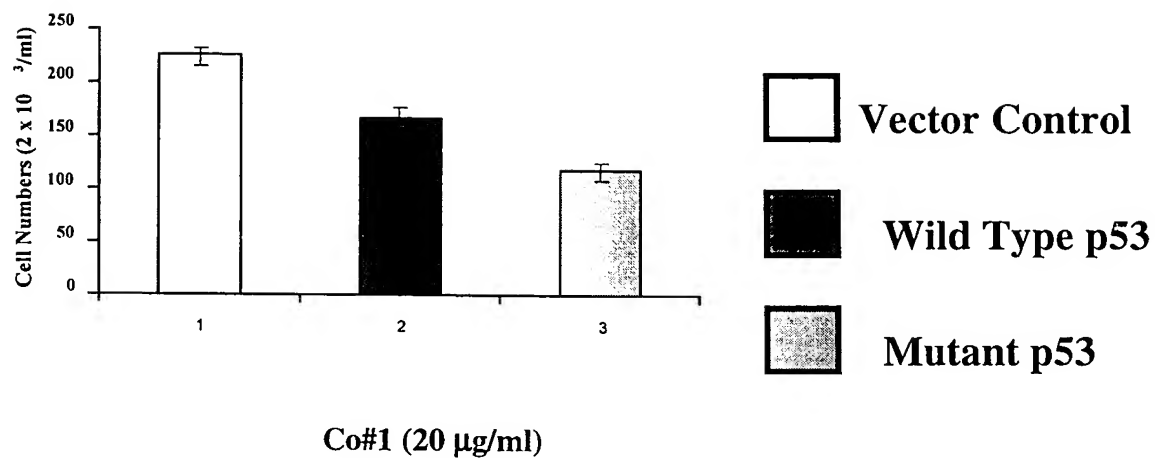 Cell Numbers (2 x 10 3/ml)
250
200
150
100
50
0
1 2 3
Co#1 (20 µg/ml)
Vector Control
Wild Type p53
Mutant p53